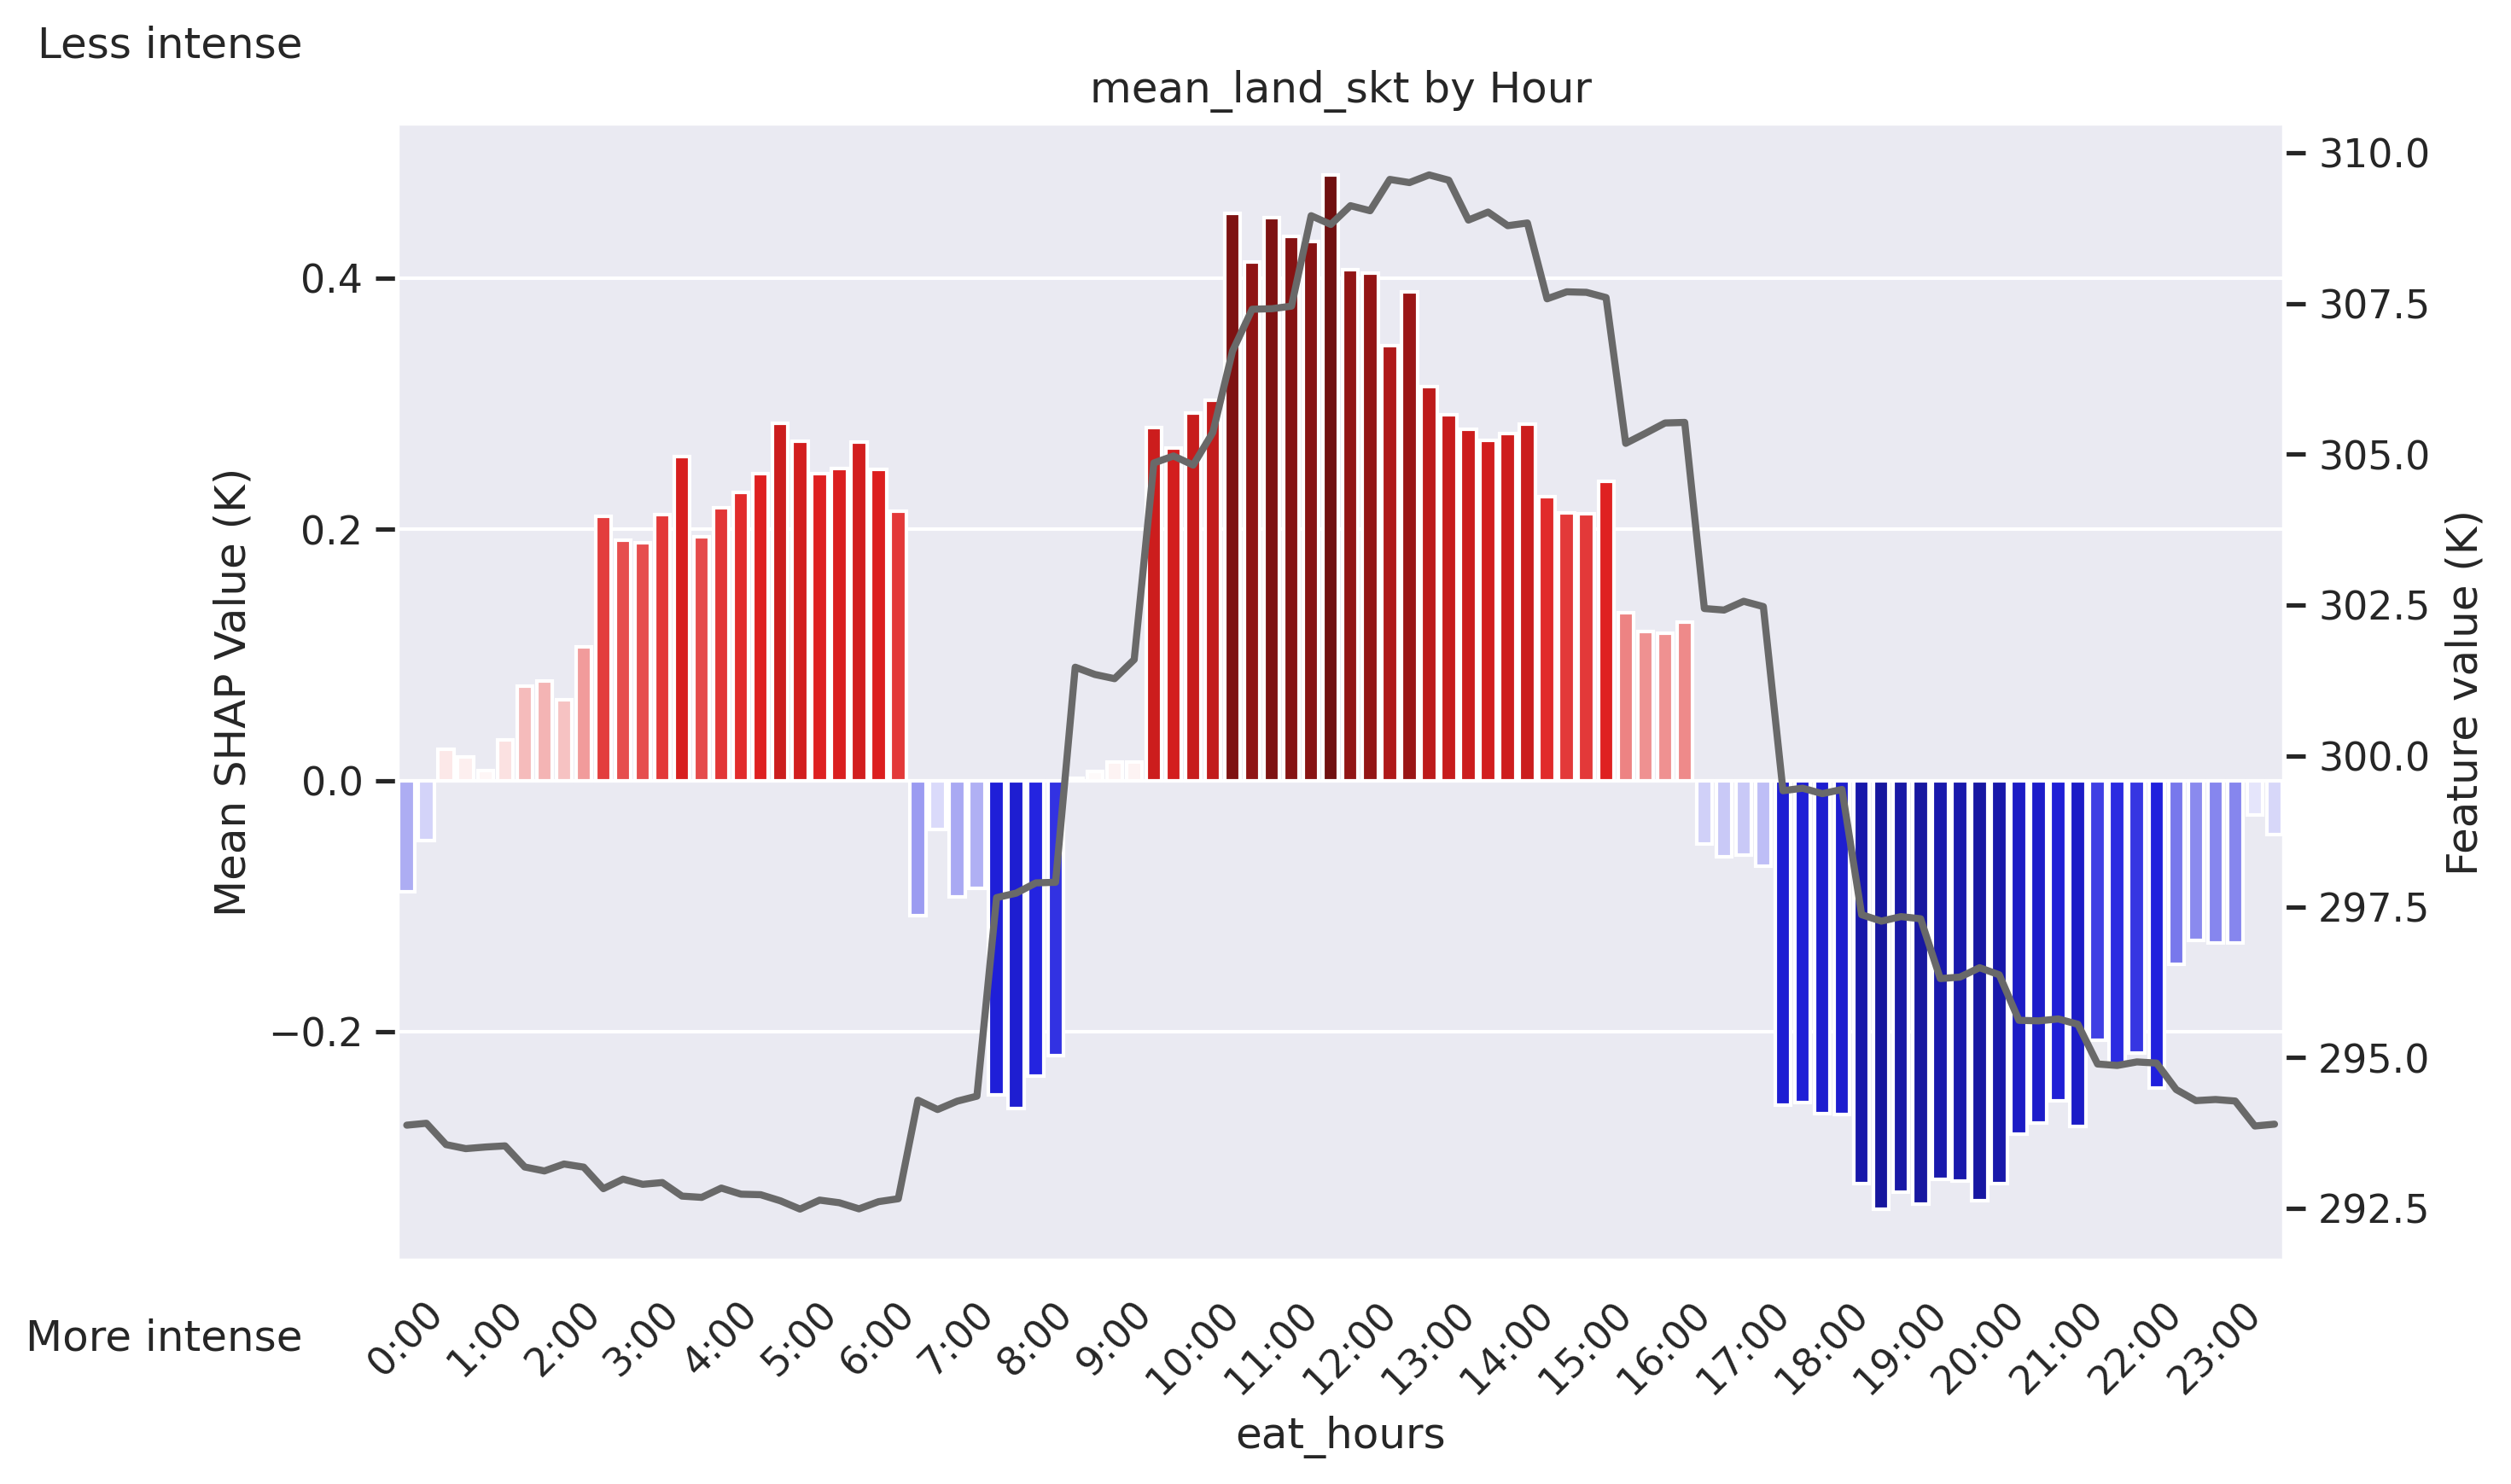 Less intense
mean_land_skt by Hour
Mean SHAP Value (K)
0.4
0.2
0.0
−0.2
310.0
307.5
305.0
302.5
300.0
297.5
295.0
292.5
Feature value (K)
More intense
0:00 1:00 2:00 3:00 4:00 5:00 6:00 7:00 8:00 9:00 10:00 11:00 12:00 13:00 14:00 15:00 16:00 17:00 18:00 19:00 20:00 21:00 22:00 23:00
eat_hours